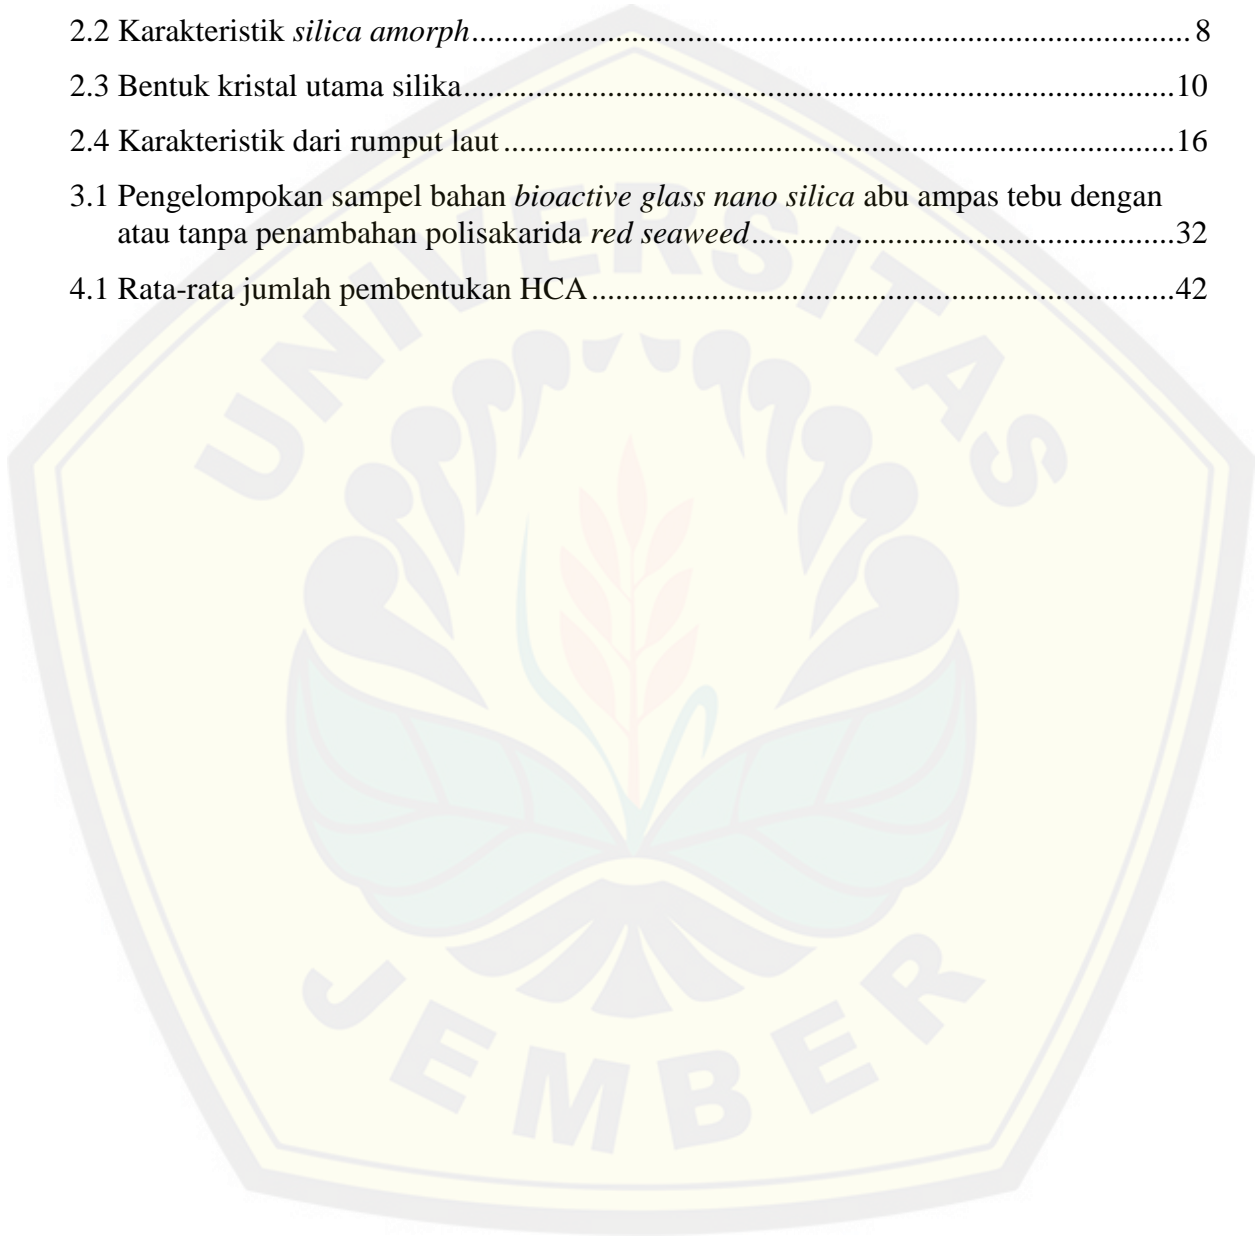 2.2 Karakteristik silica amorph........................................................................................................... 8
2.3 Bentuk kristal utama silika..........................................................................................................10
2.4 Karakteristik dari rumput laut....................................................................................................16
3.1 Pengelompokan sampel bahan bioactive glass nano silica abu ampas tebu dengan
atau tanpa penambahan polisakarida red seaweed...............................................................32
4.1 Rata-rata jumlah pembentukan HCA.......................................................................................42
UNIVERSITAS
JEMBER